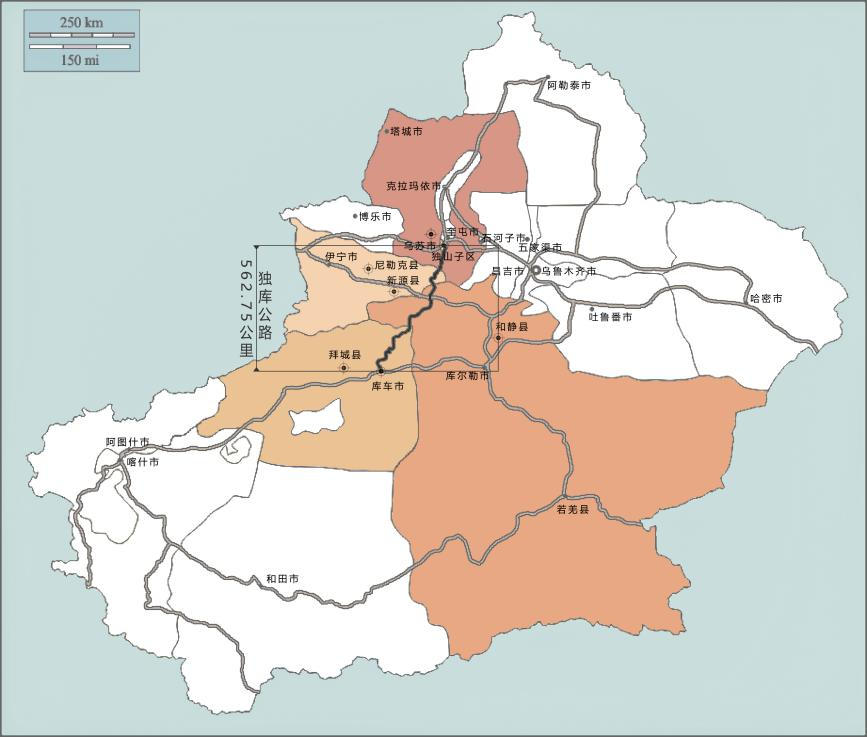 250 km
150 mi
阿勒泰市
塔城市
克拉玛依市
博乐市
奎屯市
石河子市
乌苏市
独山子区
五家渠市
伊宁市
尼勒克县
昌吉市
乌鲁木齐市
新源县
哈密市
吐鲁番市
独库公路
562.75公里
和静县
拜城县
库车市
库尔勒市
阿图什市
喀什市
若羌县
和田市